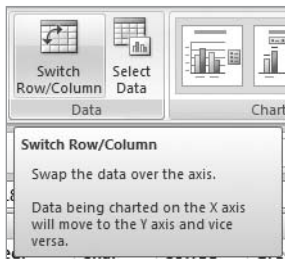 Switch
Row/Column
Select
Data
Data
Chart
Switch Row/Column
Swap the data over the axis.
Data being charted on the X axis
will move to the Y axis and vice
versa.